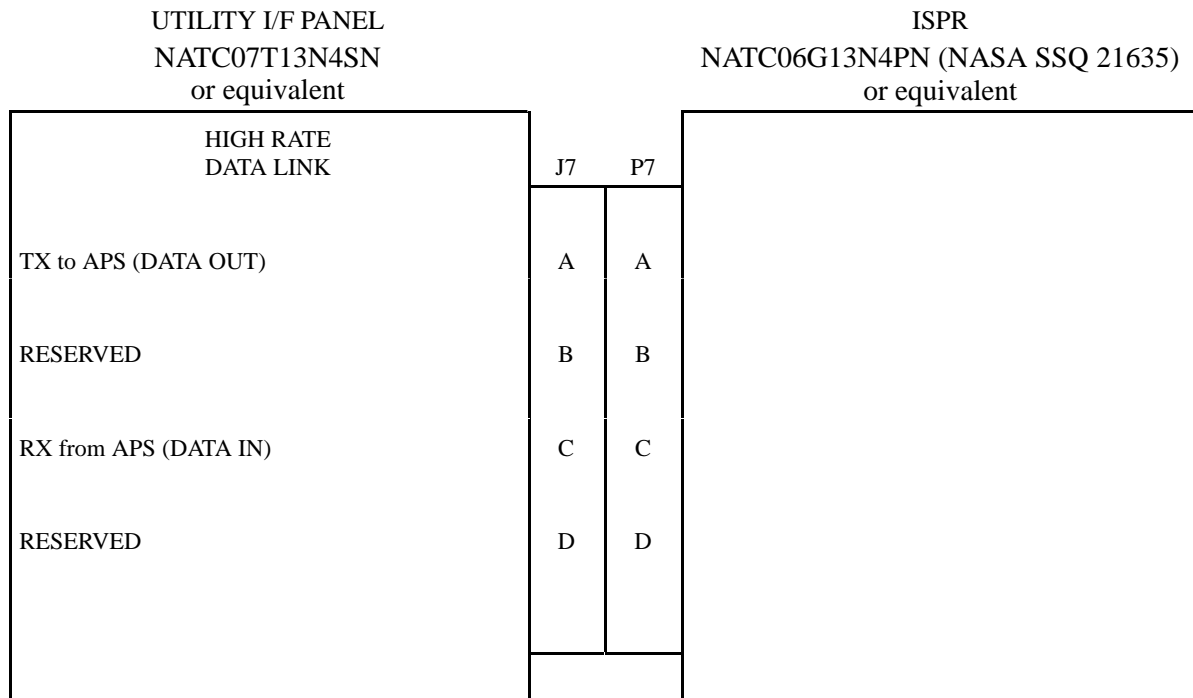 UTILITY I/F PANEL
NATC07T13N4SN
or equivalent
ISPR
NATC06G13N4PN (NASA SSQ 21635)
or equivalent
HIGH RATE
DATA LINK
J7 P7
TX to APS (DATA OUT) A A
RESERVED B B
RX from APS (DATA IN) C C
RESERVED D D